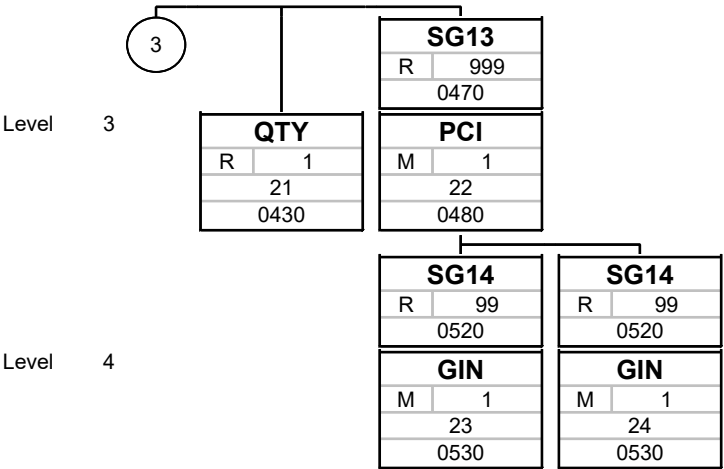 3
SG13
R 999
0470
Level 3
QTY PCI
R 1 M 1
21 22
0430 0480
SG14 SG14
R 99 R 99
0520 0520
Level 4
GIN GIN
M 1 M 1
23 24
0530 0530